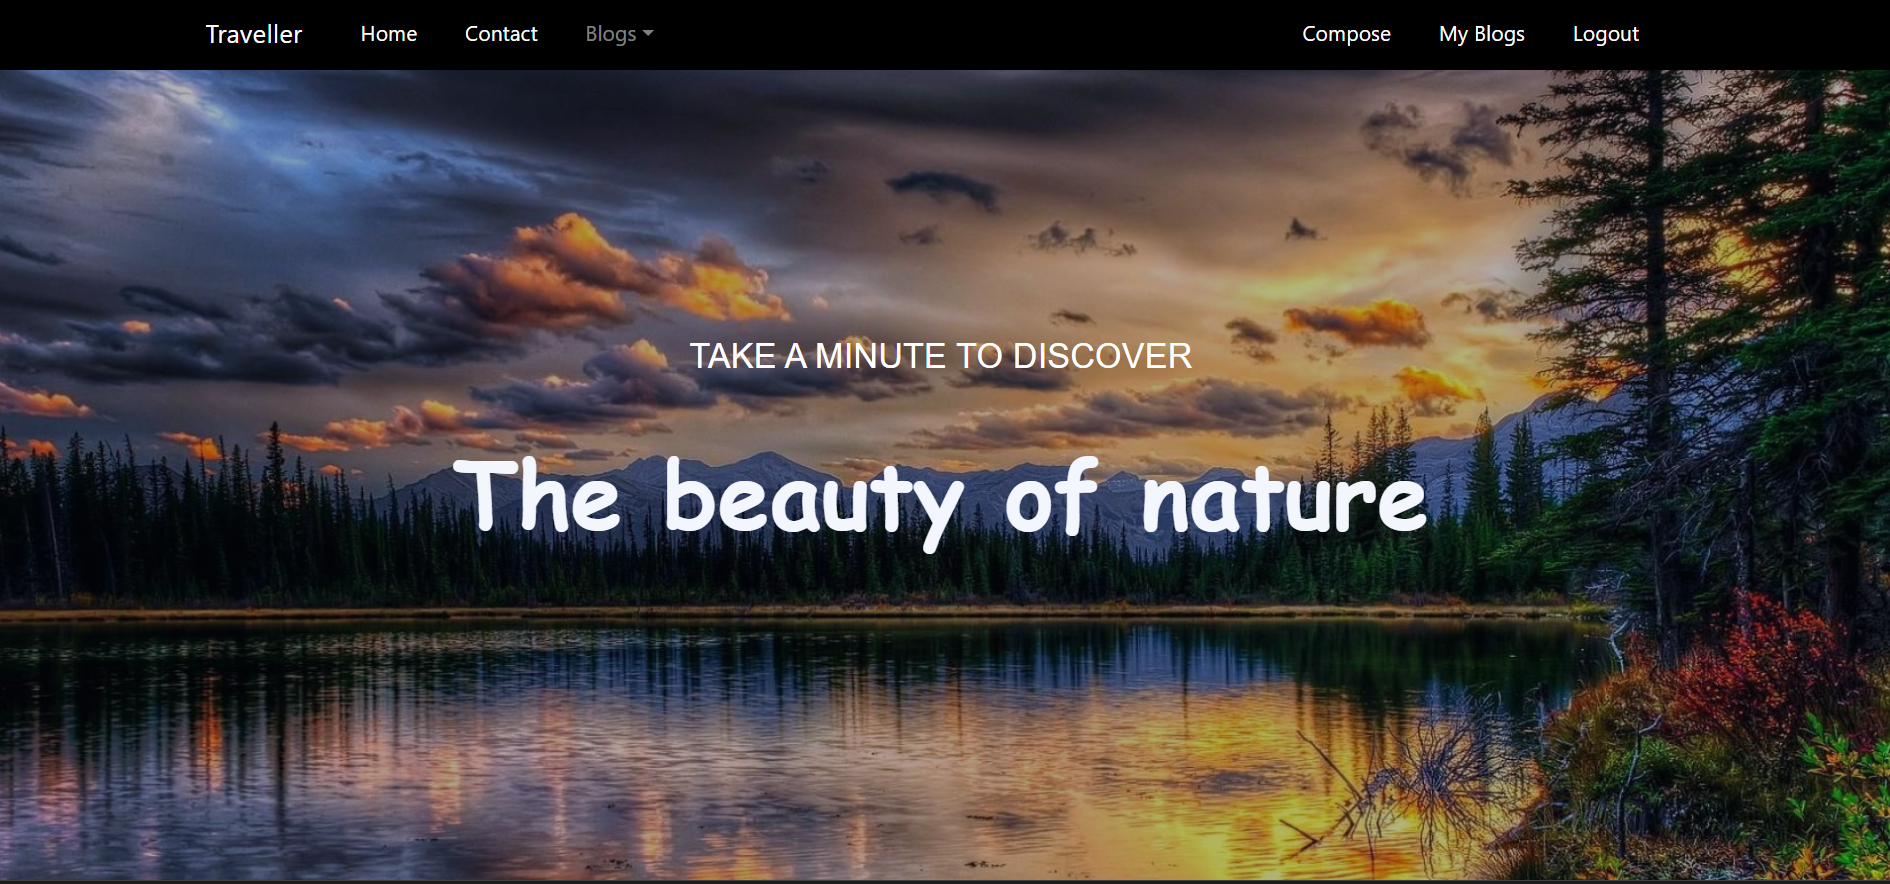 Traveller Home Contact Blogs Compose My Blogs Logout
TAKE A MINUTE TO DISCOVER
The beauty of nature